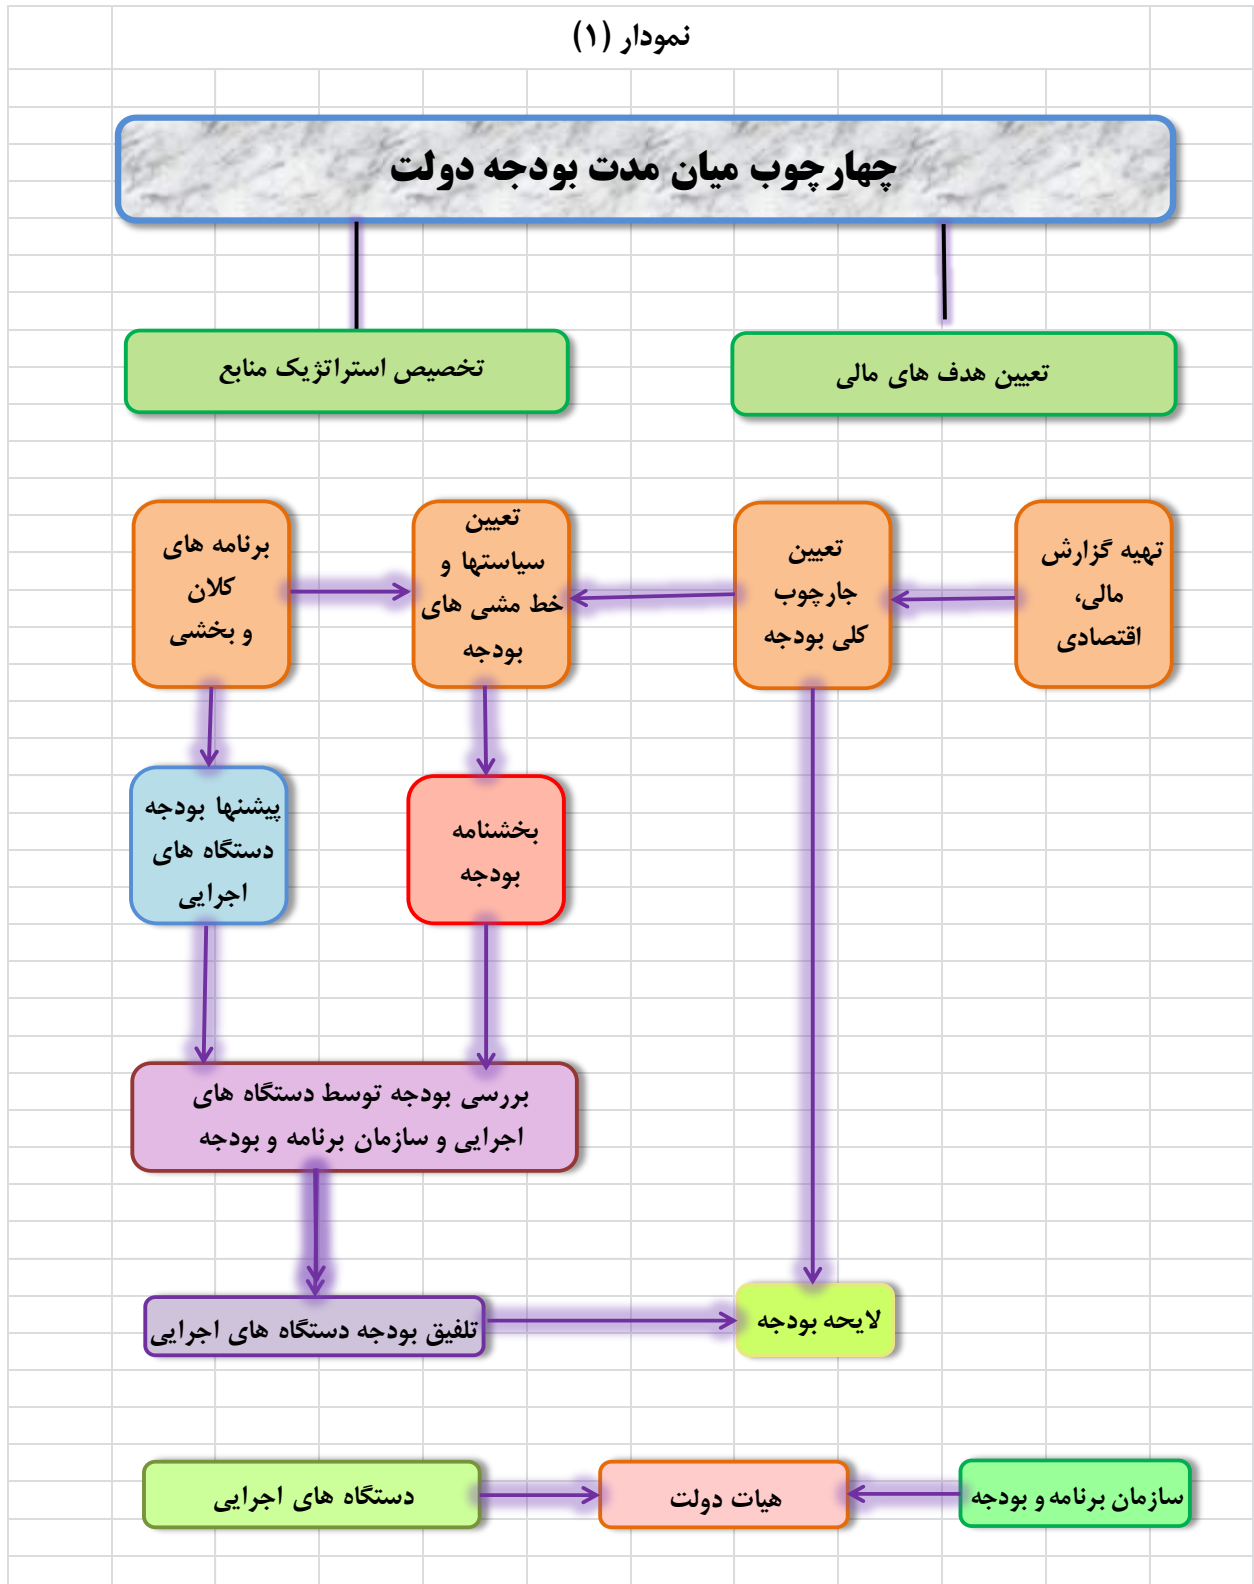 نمودار (۱)
چهارچوب میان مدت بودجه دولت
تعیین هدف های مالی
تخصیص استراتژیک منابع
تهیه گزارش
مالی،
اقتصادی
تعیین
جارچوب
کلی بودجه
تعیین
سیاستها و
خط مشی های
بودجه
برنامه های
کلان
و بخشی
بخشنامه
بودجه
پیشنها بودجه
دستگاه های
اجرایی
بررسی بودجه توسط دستگاه های
اجرایی و سازمان برنامه و بودجه
لایحه بودجه
تلفیق بودجه دستگاه های اجرایی
سازمان برنامه و بودجه
هیات دولت
دستگاه های اجرایی